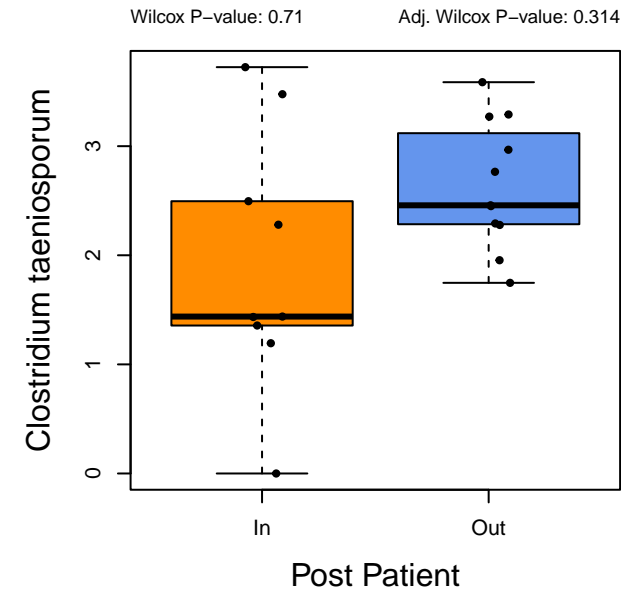 Wilcox P−value: 0.71 Adj. Wilcox P−value: 0.314
Clostridium taeniosporum
3
2
1
0
In Out
Post Patient